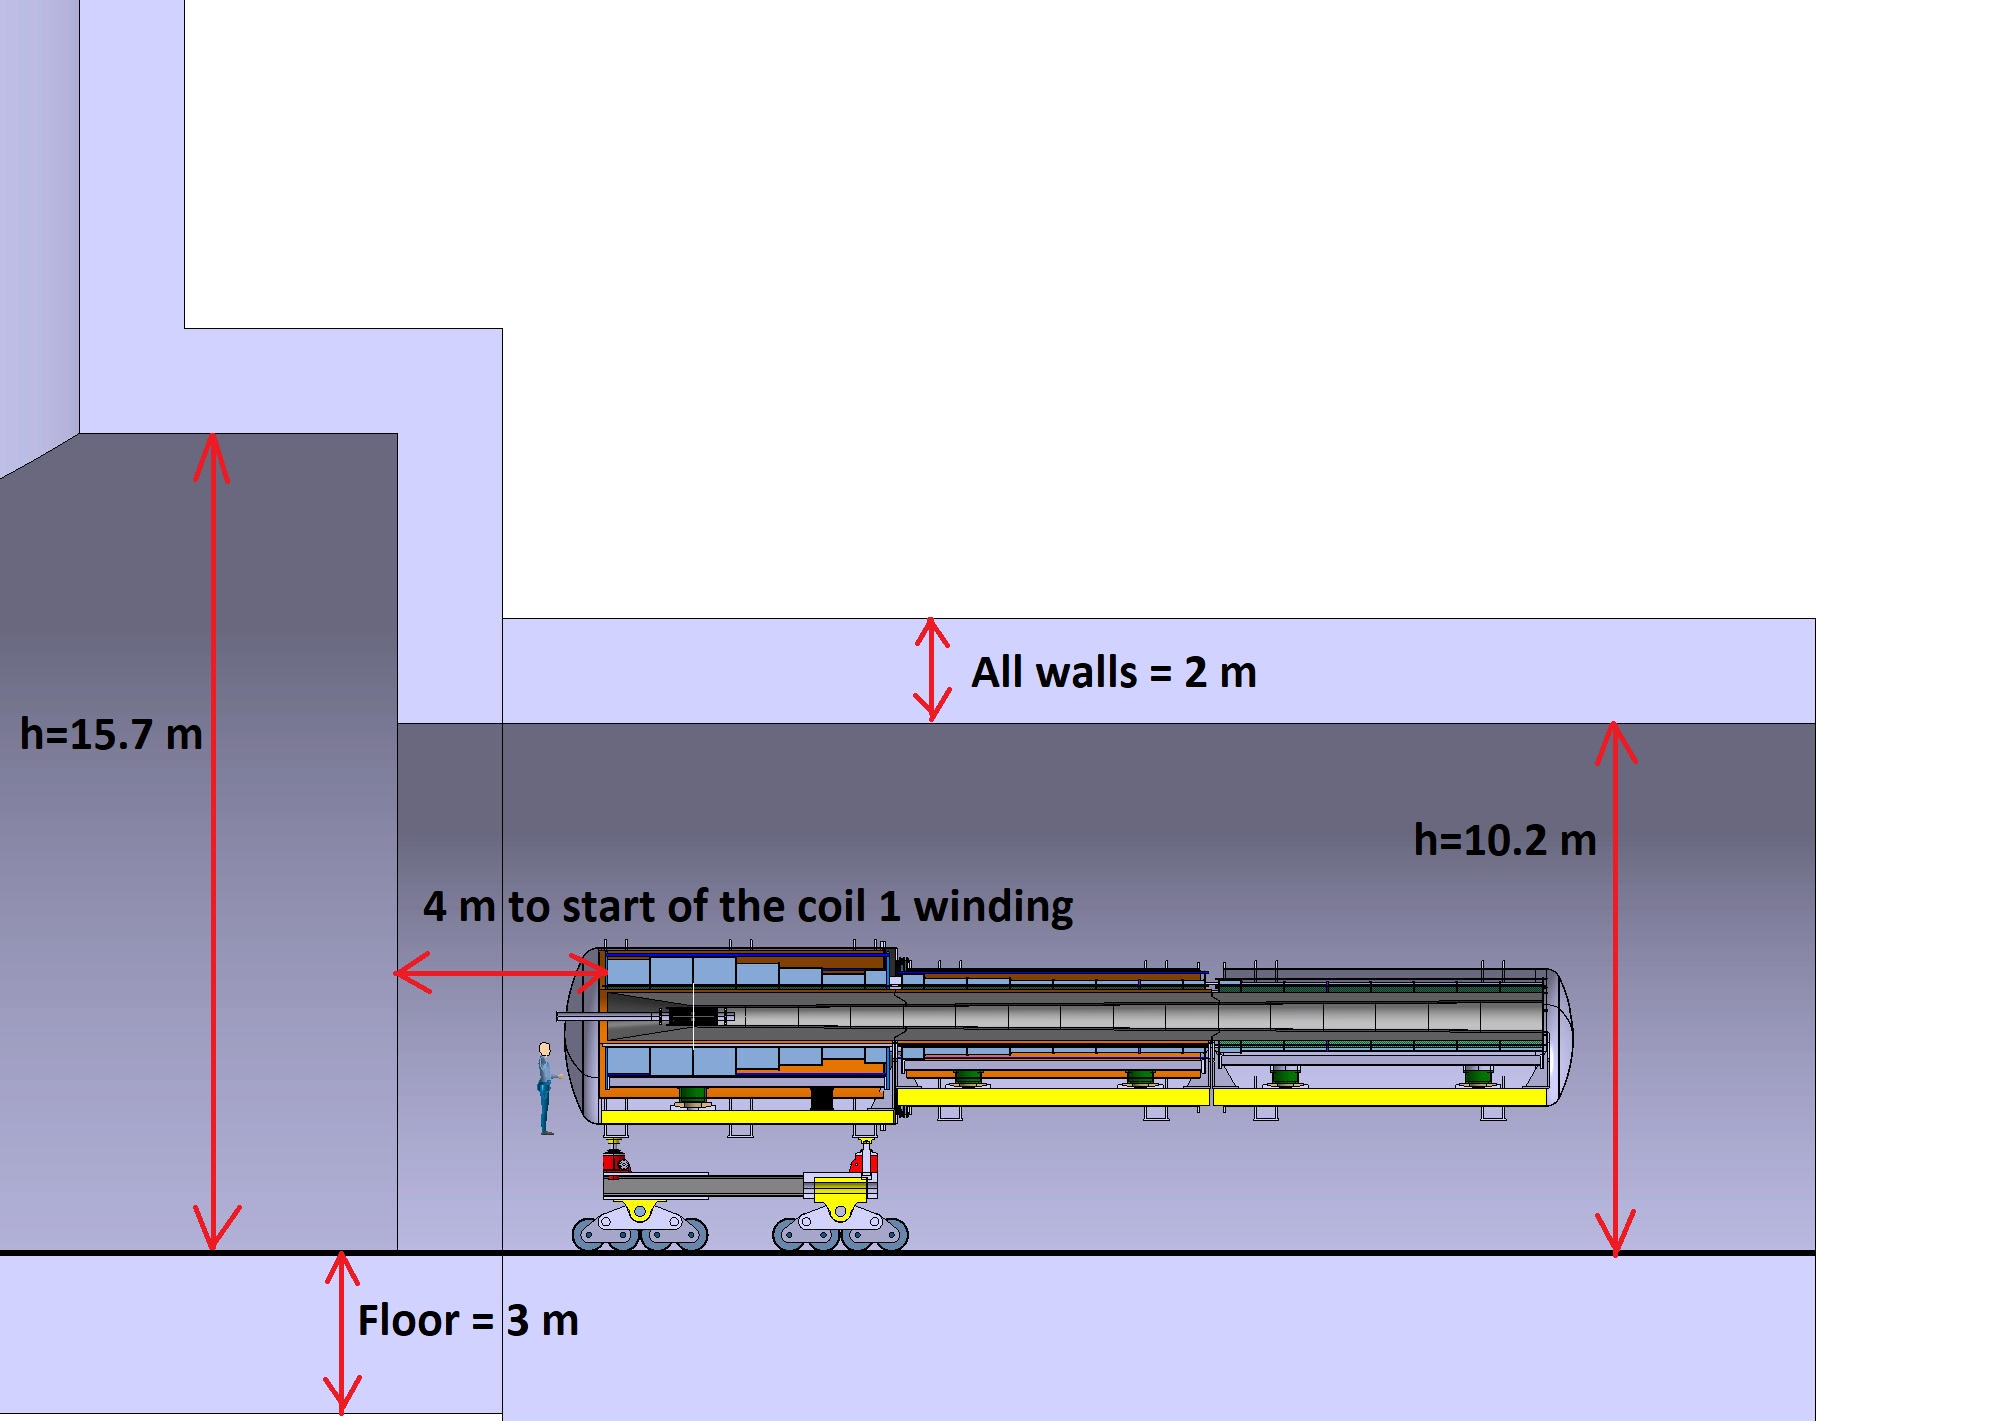 All walls = 2 m
h=15.7 m
h=10.2 m
4 m to start of the coil 1 winding
Floor = 3 m